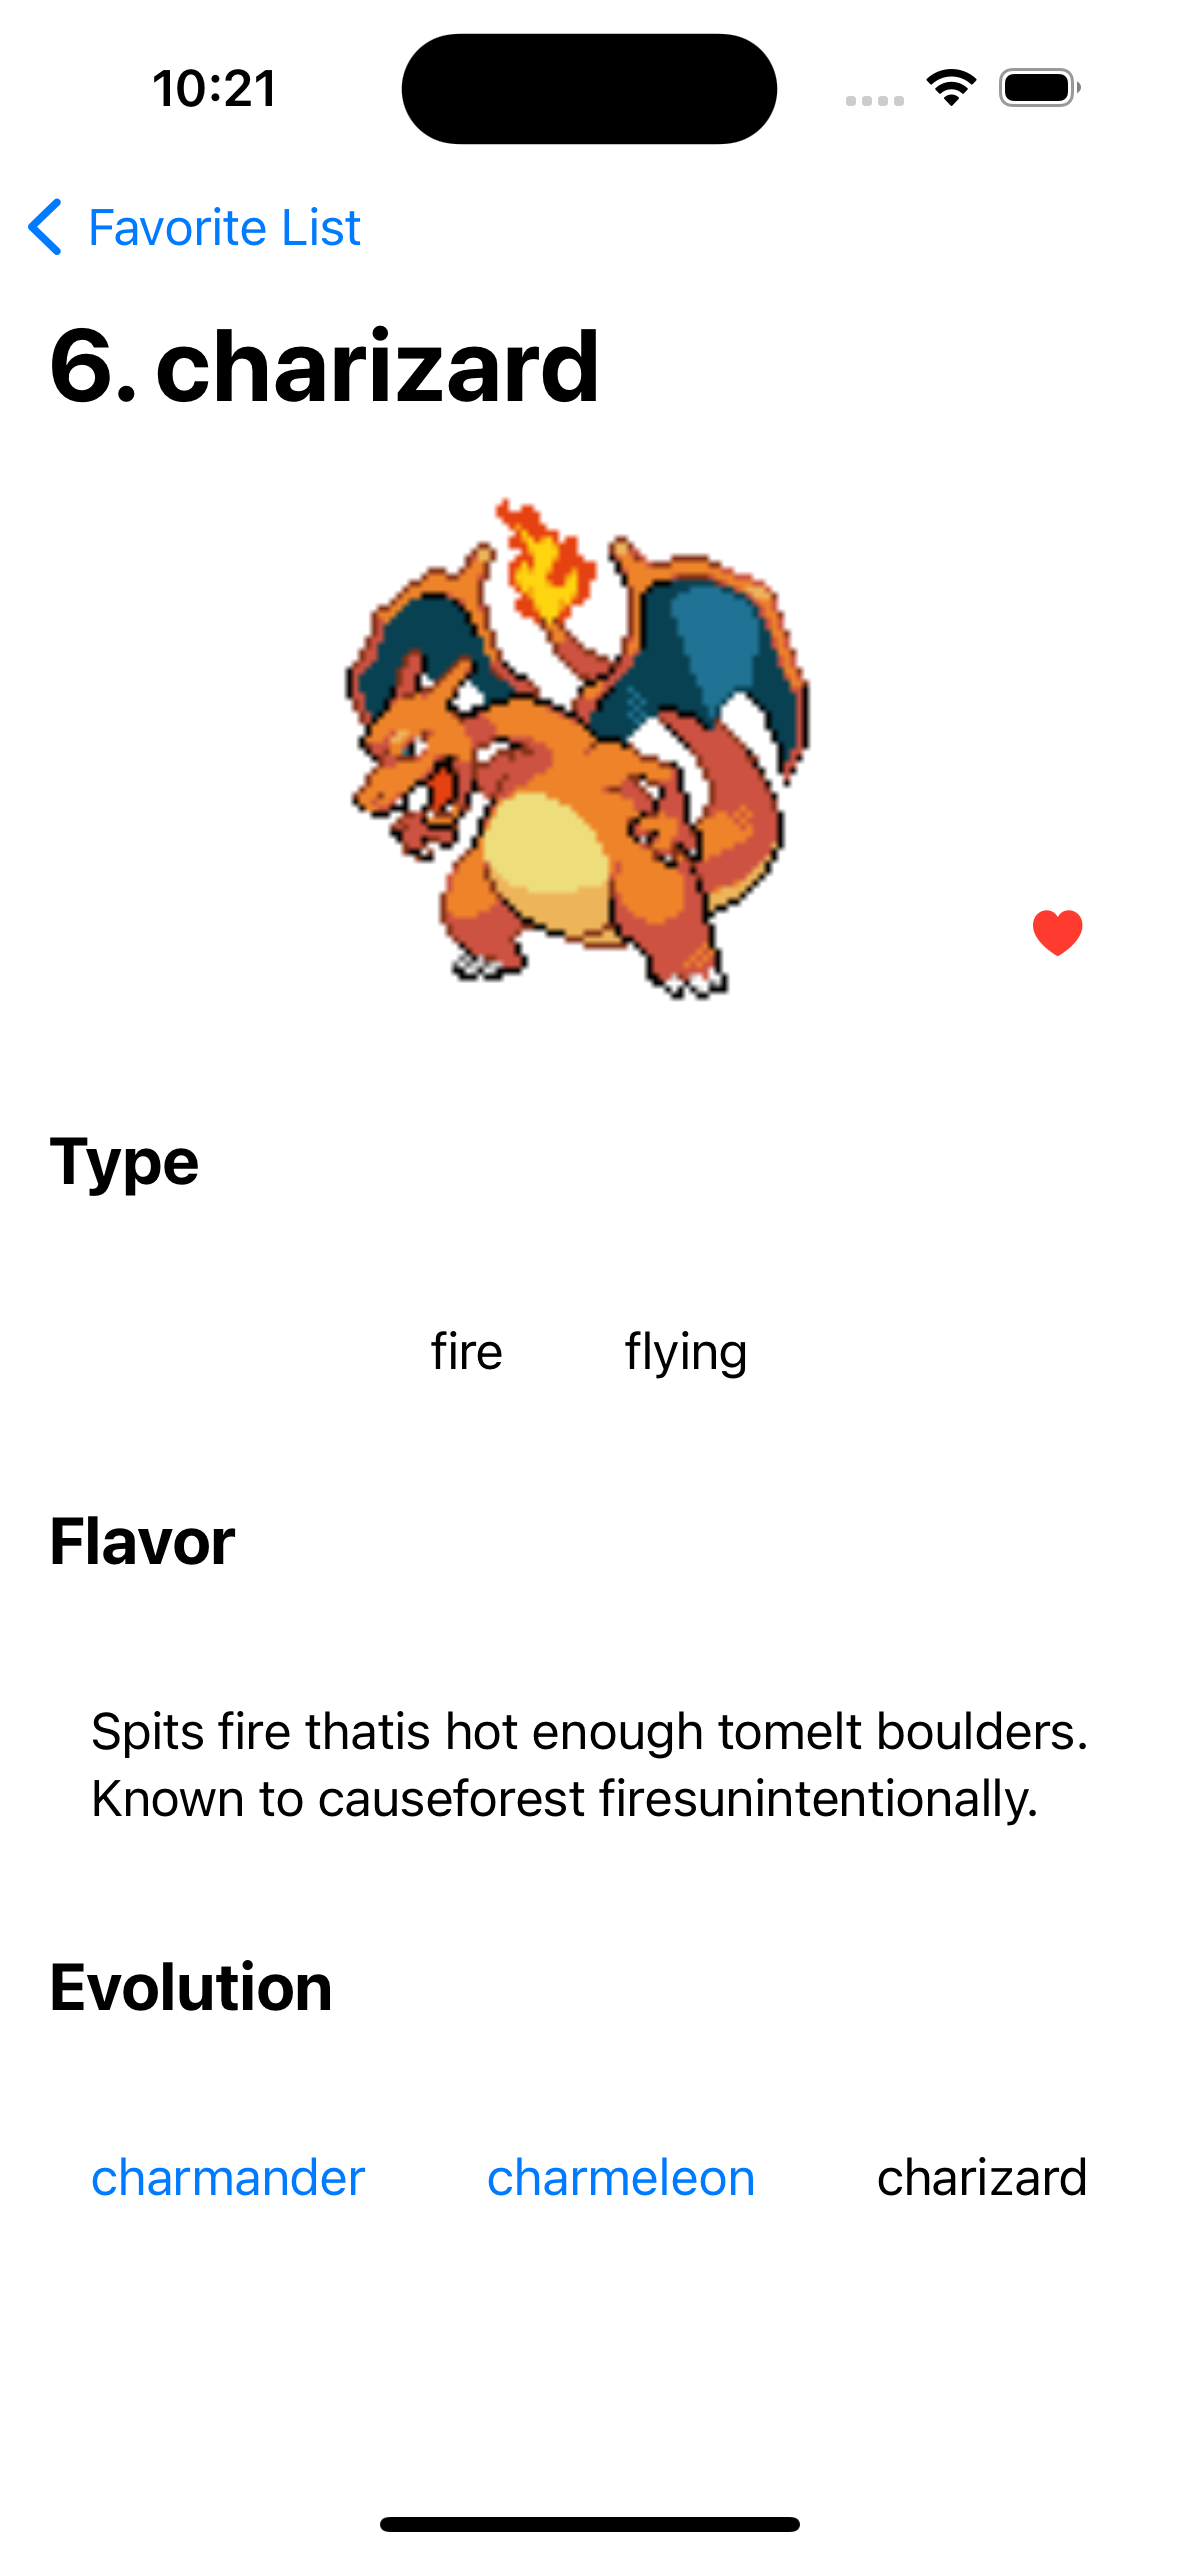 10:21
Favorite List
6. charizard
Type
fire flying
Flavor
Spits fire thatis hot enough tomelt boulders.
Known to causeforest firesunintentionally.
Evolution
charmander charmeleon charizard